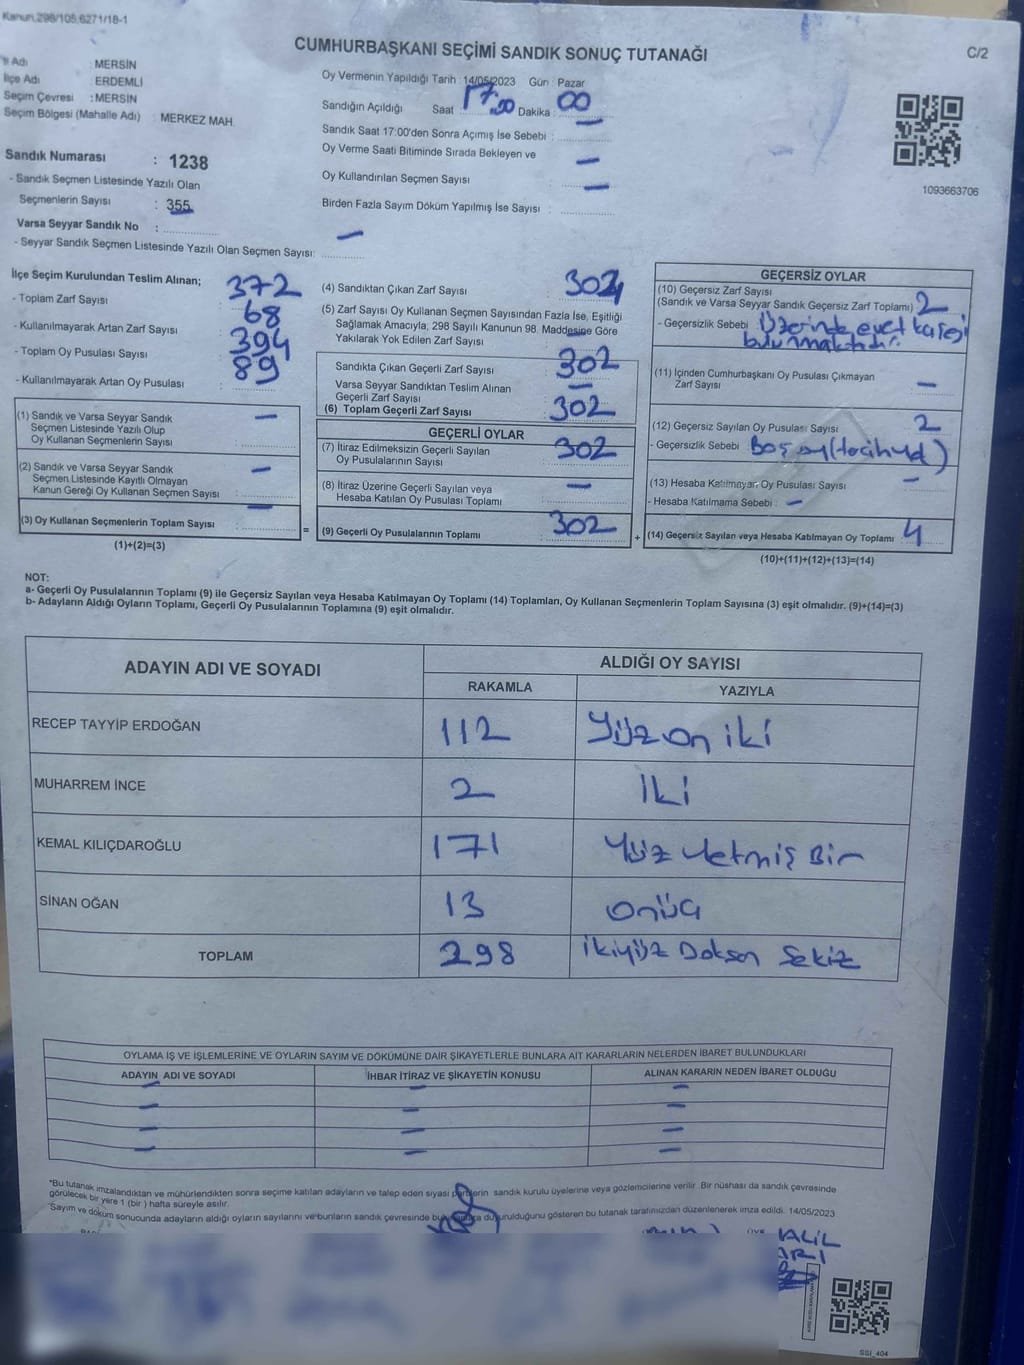 Kanun,298/105,6271/18-1
CUMHURBAŞKANI SEÇİMİ SANDIK SONUÇ TUTANAĞI
C/2
İl Adı : MERSİN
İlçe Adı : ERDEMLİ
Seçim Çevresi : MERSİN
Seçim Bölgesi (Mahalle Adı) : MERKEZ MAH.
Sandık Numarası : 1238
- Sandık Seçmen Listesinde Yazılı Olan
Seçmenlerin Sayısı : 355
Varsa Seyyar Sandık No :
- Seyyar Sandık Seçmen Listesinde Yazılı Olan Seçmen Sayısı: —
Oy Vermenin Yapıldığı Tarih : 14/05/2023 Gün : Pazar
Sandığın Açıldığı Saat 17:00 Dakika : 00
Sandık Saat 17:00'den Sonra Açımış İse Sebebi : —
Oy Verme Saati Bitiminde Sırada Bekleyen ve
Oy Kullandırılan Seçmen Sayısı —
Birden Fazla Sayım Döküm Yapılmış İse Sayısı : —
1093663706
İlçe Seçim Kurulundan Teslim Alınan;
- Toplam Zarf Sayısı : 372
- Kullanılmayarak Artan Zarf Sayısı : 68
- Toplam Oy Pusulası Sayısı : 394
- Kullanılmayarak Artan Oy Pusulası : 89
(1) Sandık ve Varsa Seyyar Sandık
Seçmen Listesinde Yazılı Olup
Oy Kullanan Seçmenlerin Sayısı : —
(2) Sandık ve Varsa Seyyar Sandık
Seçmen Listesinde Kayıtlı Olmayan
Kanun Gereği Oy Kullanan Seçmen Sayısı : —
(3) Oy Kullanan Seçmenlerin Toplam Sayısı : —
(1)+(2)=(3)
(4) Sandıktan Çıkan Zarf Sayısı : 302
(5) Zarf Sayısı Oy Kullanan Seçmen Sayısından Fazla İse, Eşitliği
Sağlamak Amacıyla, 298 Sayılı Kanunun 98. Maddesine Göre
Yakılarak Yok Edilen Zarf Sayısı : —
Sandıkta Çıkan Geçerli Zarf Sayısı : 302
Varsa Seyyar Sandıktan Teslim Alınan
Geçerli Zarf Sayısı : —
(6) Toplam Geçerli Zarf Sayısı : 302
GEÇERLİ OYLAR
(7) İtiraz Edilmeksizin Geçerli Sayılan
Oy Pusulalarının Sayısı : 302
(8) İtiraz Üzerine Geçerli Sayılan veya
Hesaba Katılan Oy Pusulası Toplamı : —
= (9) Geçerli Oy Pusulalarının Toplamı : 302 +
GEÇERSİZ OYLAR
(10) Geçersiz Zarf Sayısı
(Sandık ve Varsa Seyyar Sandık Geçersiz Zarf Toplamı) : 2
- Geçersizlik Sebebi : Üzerinde evet kaşesi
bulunmaktadır.
(11) İçinden Cumhurbaşkanı Oy Pusulası Çıkmayan
Zarf Sayısı : —
(12) Geçersiz Sayılan Oy Pusulası Sayısı : 2
- Geçersizlik Sebebi : Boş oy
(13) Hesaba Katılmayan Oy Pusulası Sayısı : —
- Hesaba Katılmama Sebebi : —
(14) Geçersiz Sayılan veya Hesaba Katılmayan Oy Toplamı : 4
(10)+(11)+(12)+(13)=(14)
NOT:
a- Geçerli Oy Pusulalarının Toplamı (9) ile Geçersiz Sayılan veya Hesaba Katılmayan Oy Toplamı (14) Toplamları, Oy Kullanan Seçmenlerin Toplam Sayısına (3) eşit olmalıdır. (9)+(14)=(3)
b- Adayların Aldığı Oyların Toplamı, Geçerli Oy Pusulalarının Toplamına (9) eşit olmalıdır.
ADAYIN ADI VE SOYADI
ALDIĞI OY SAYISI
RAKAMLA YAZIYLA
RECEP TAYYİP ERDOĞAN 112 Yüz on iki
MUHARREM İNCE 2 iki
KEMAL KILIÇDAROĞLU 171 Yüz Yetmiş Bir
SİNAN OĞAN 13 onüç
TOPLAM 298 ikiyüz Doksan Sekiz
OYLAMA İŞ VE İŞLEMLERİNE VE OYLARIN SAYIM VE DÖKÜMÜNE DAİR ŞİKAYETLERLE BUNLARA AİT KARARLARIN NELERDEN İBARET BULUNDUKLARI
ADAYIN ADI VE SOYADI İHBAR İTİRAZ VE ŞİKAYETİN KONUSU ALINAN KARARIN NEDEN İBARET OLDUĞU
— — —
— — —
— — —
— — —
*Bu tutanak imzalandıktan ve mühürlendikten sonra seçime katılan adayların ve talep eden siyasi partilerin sandık kurulu üyelerine veya gözlemcilerine verilir. Bir nüshası da sandık çevresinde
görülecek bir yere 1 (bir ) hafta süreyle asılır.
Sayım ve döküm sonucunda adayların aldığı oyların sayılarını ve bunların sandık çevresinde duyurulduğunu gösteren bu tutanak tarafımızdan düzenlenerek imza edildi. 14/05/2023
ÜYE
HALİL
SSI_404